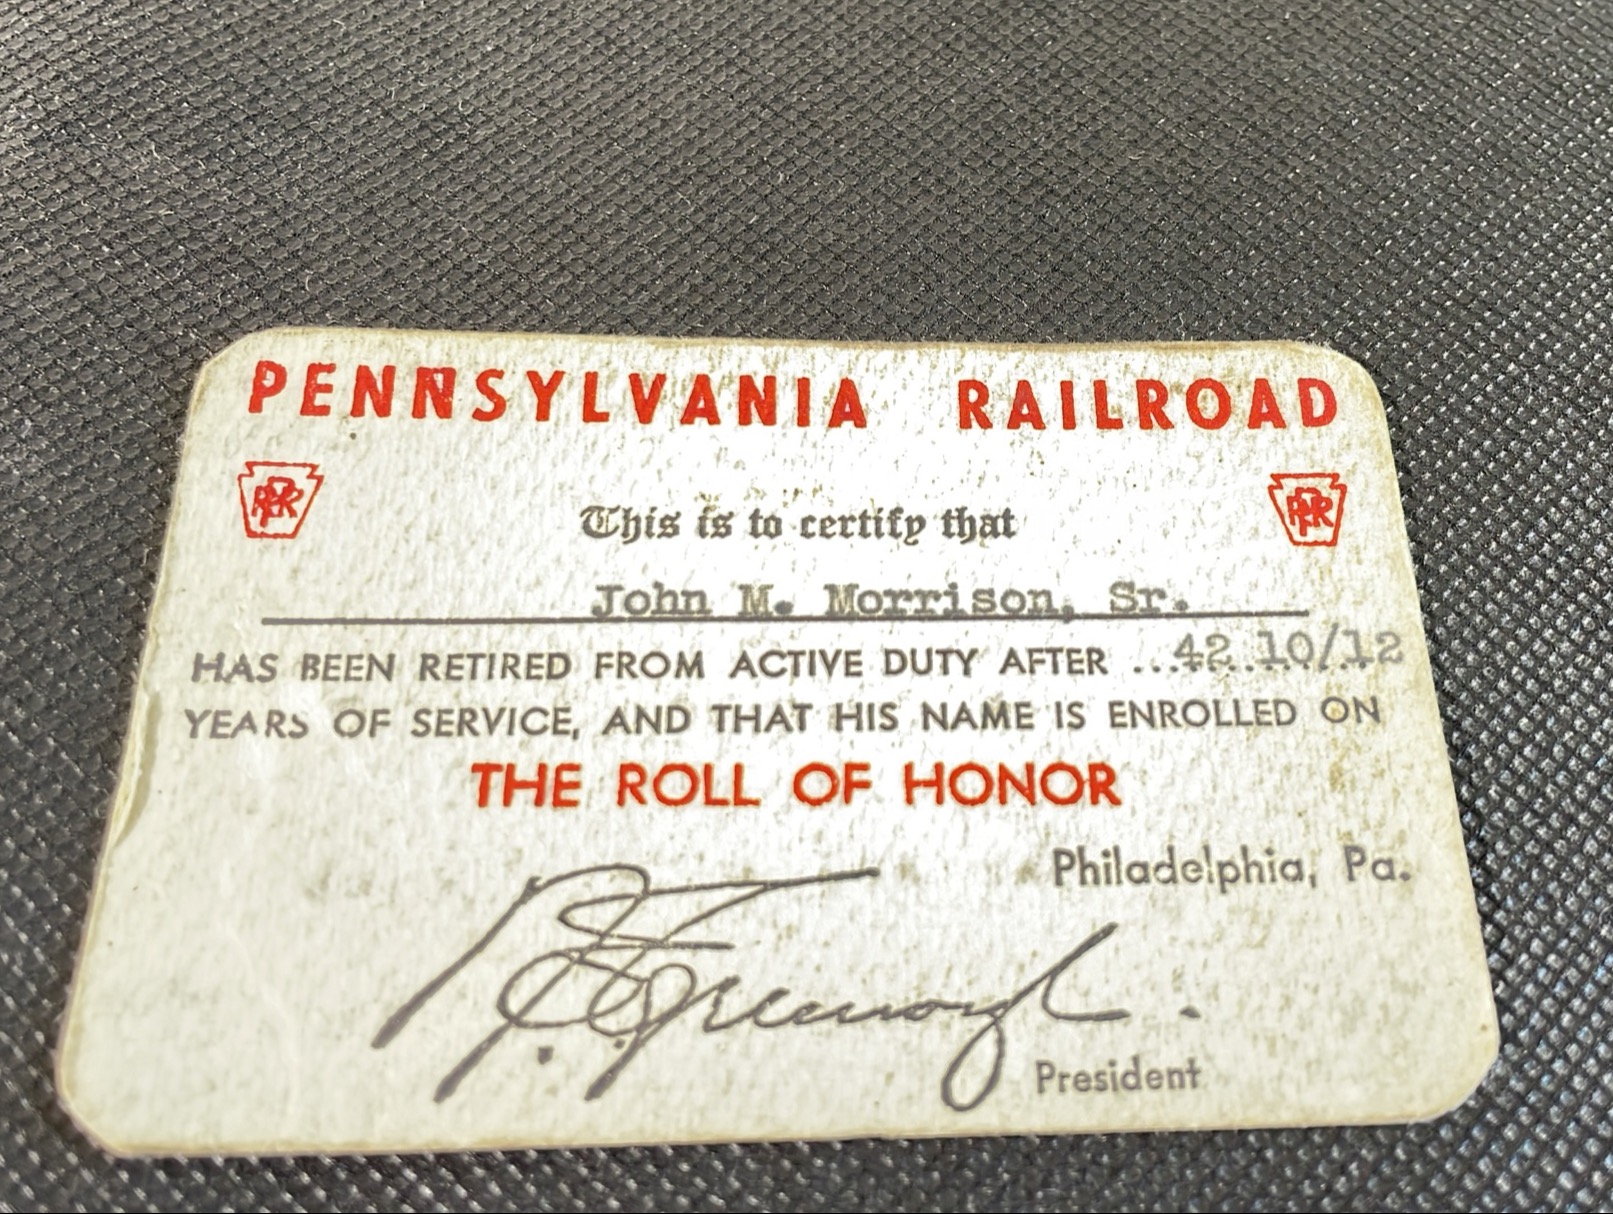 PENNSYLVANIA RAILROAD
PRR PRR
This is to certify that
John M. Morrison, Sr.
HAS BEEN RETIRED FROM ACTIVE DUTY AFTER ...42..10/12
YEARS OF SERVICE, AND THAT HIS NAME IS ENROLLED ON
THE ROLL OF HONOR
Philadelphia, Pa.
President